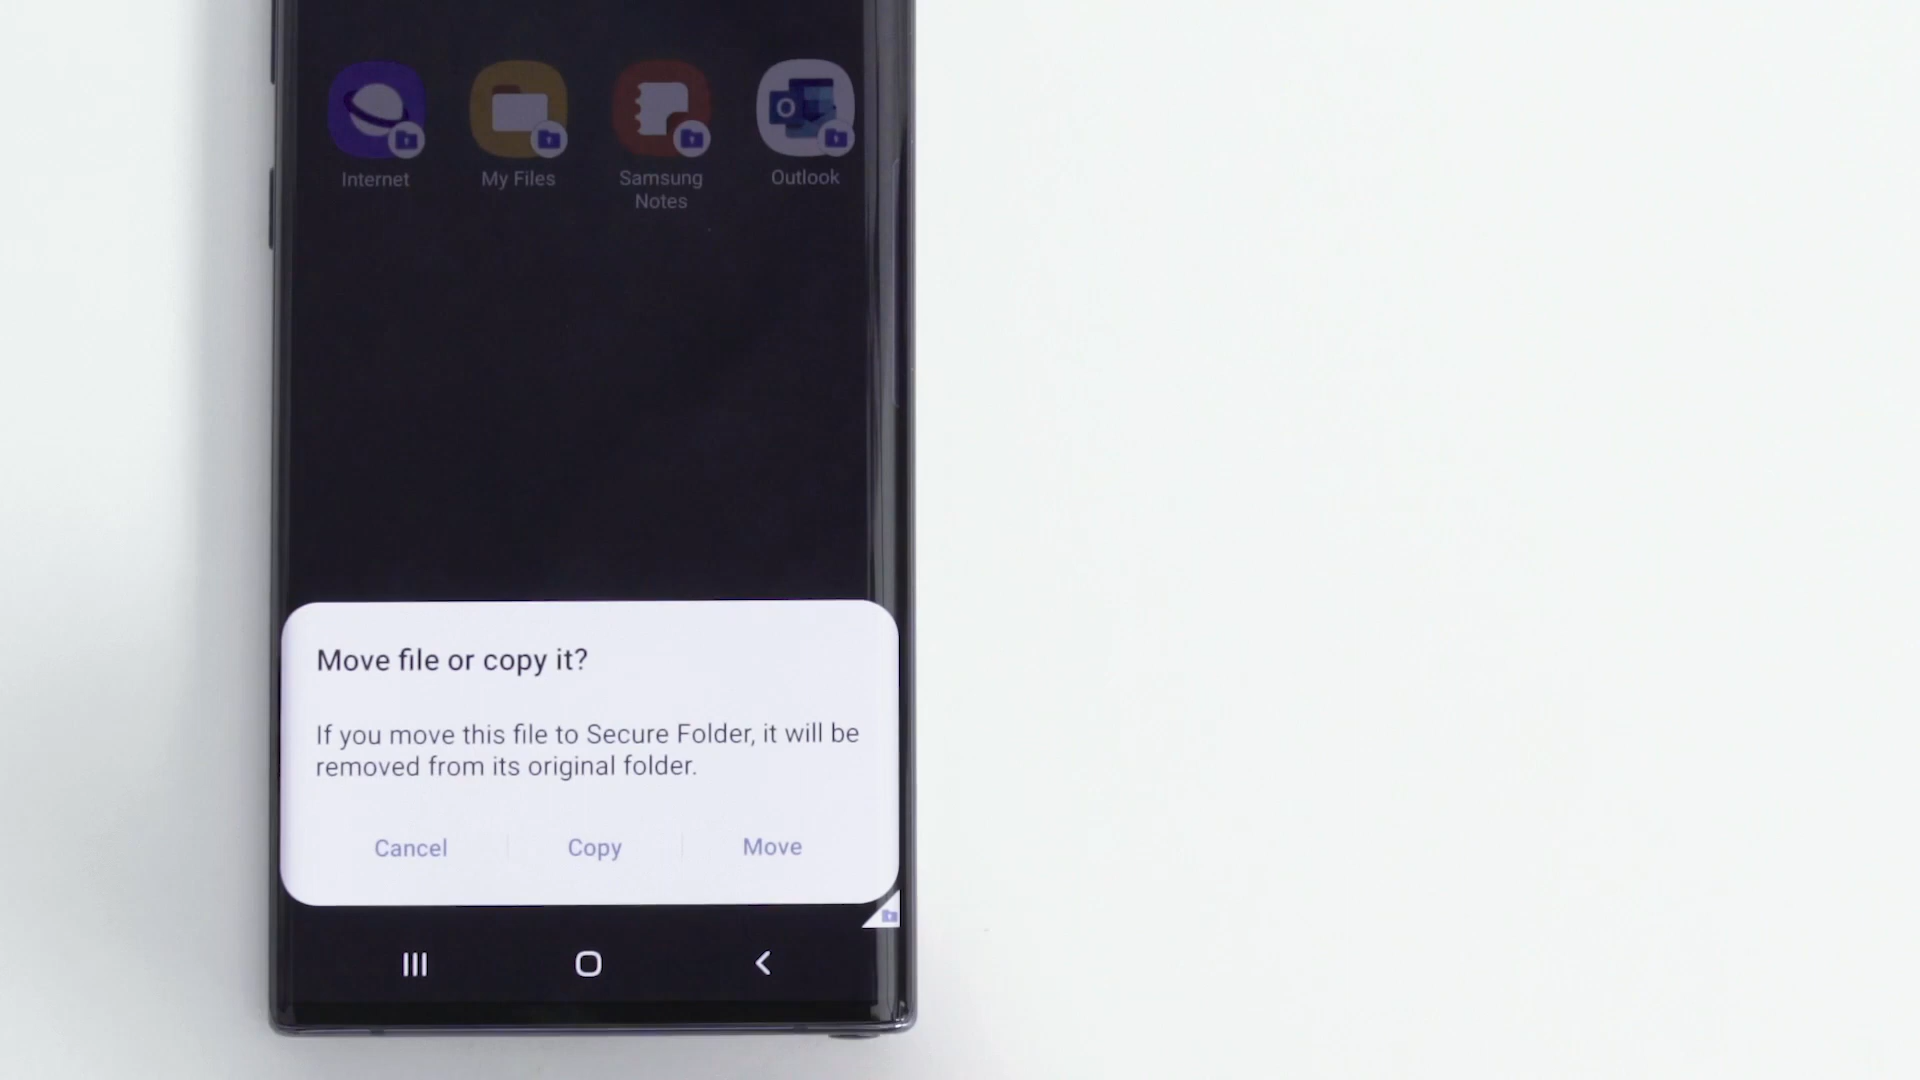 Internet
My Files
Samsung
Notes
Outlook
Move file or copy it?
If you move this file to Secure Folder, it will be
removed from its original folder.
Cancel
Copy
Move